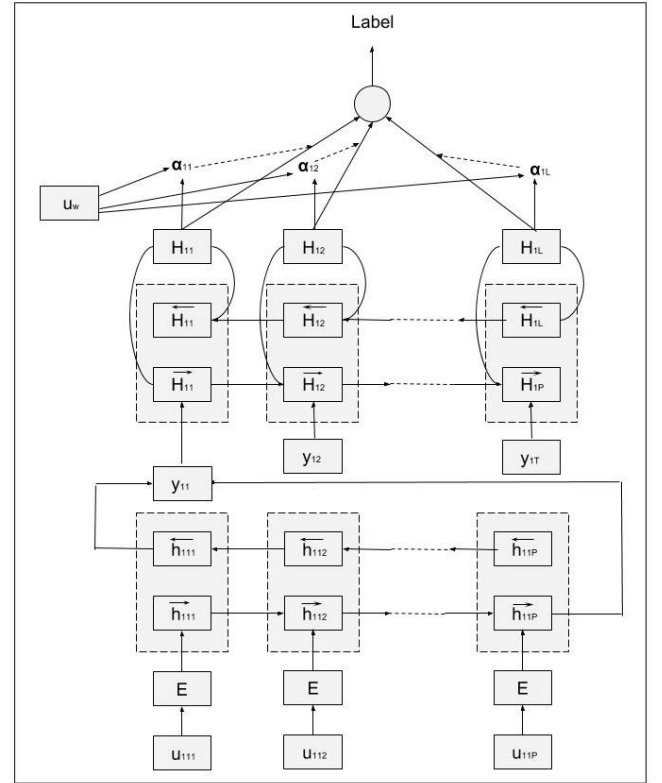 Label
α11 α12 α1L
uw
H11 H12 H1L
H11 H12 H1L
H11 H12 H1P
y12 y1T
y11
h111 h112 h11P
h111 h112 h11P
E E E
u111 u112 u11P